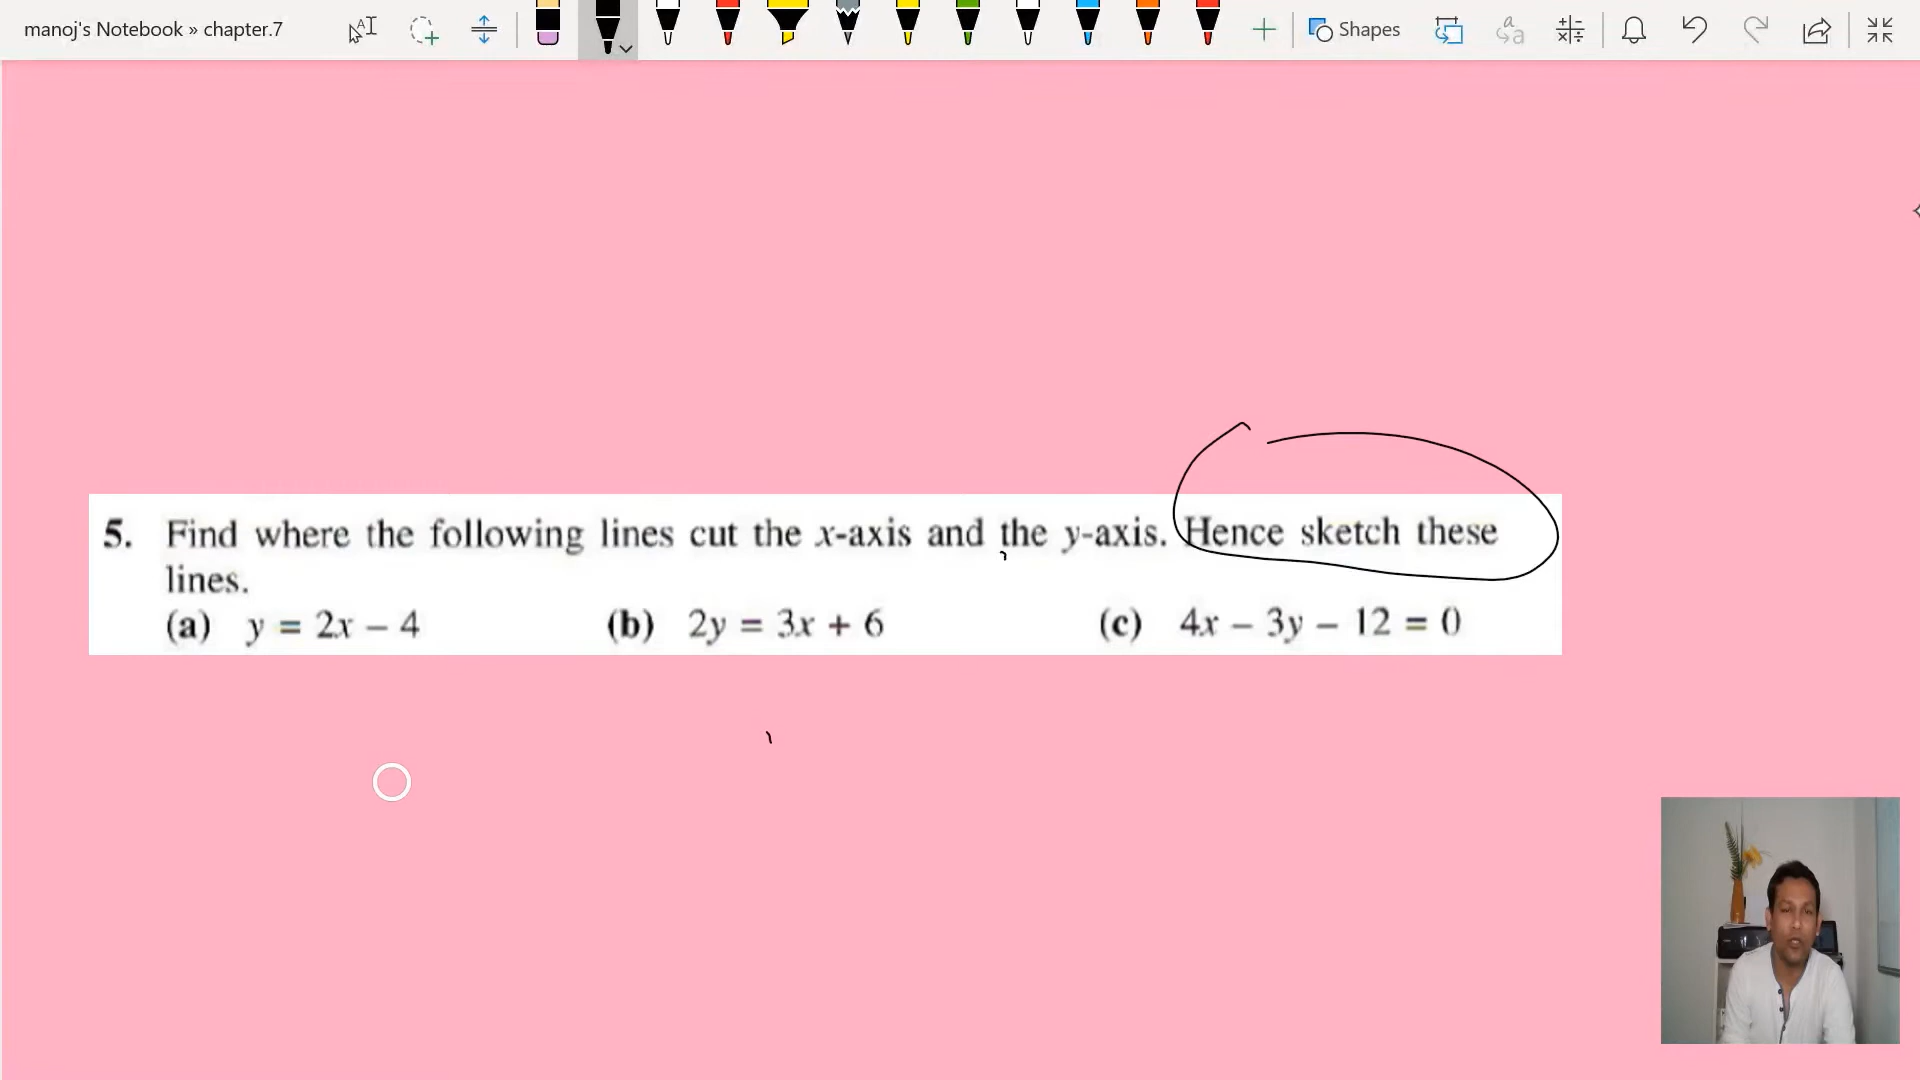 manoj's Notebook » chapter.7
Shapes
5. Find where the following lines cut the x-axis and the y-axis. Hence sketch these
lines.
(a) y = 2x – 4 (b) 2y = 3x + 6 (c) 4x – 3y – 12 = 0